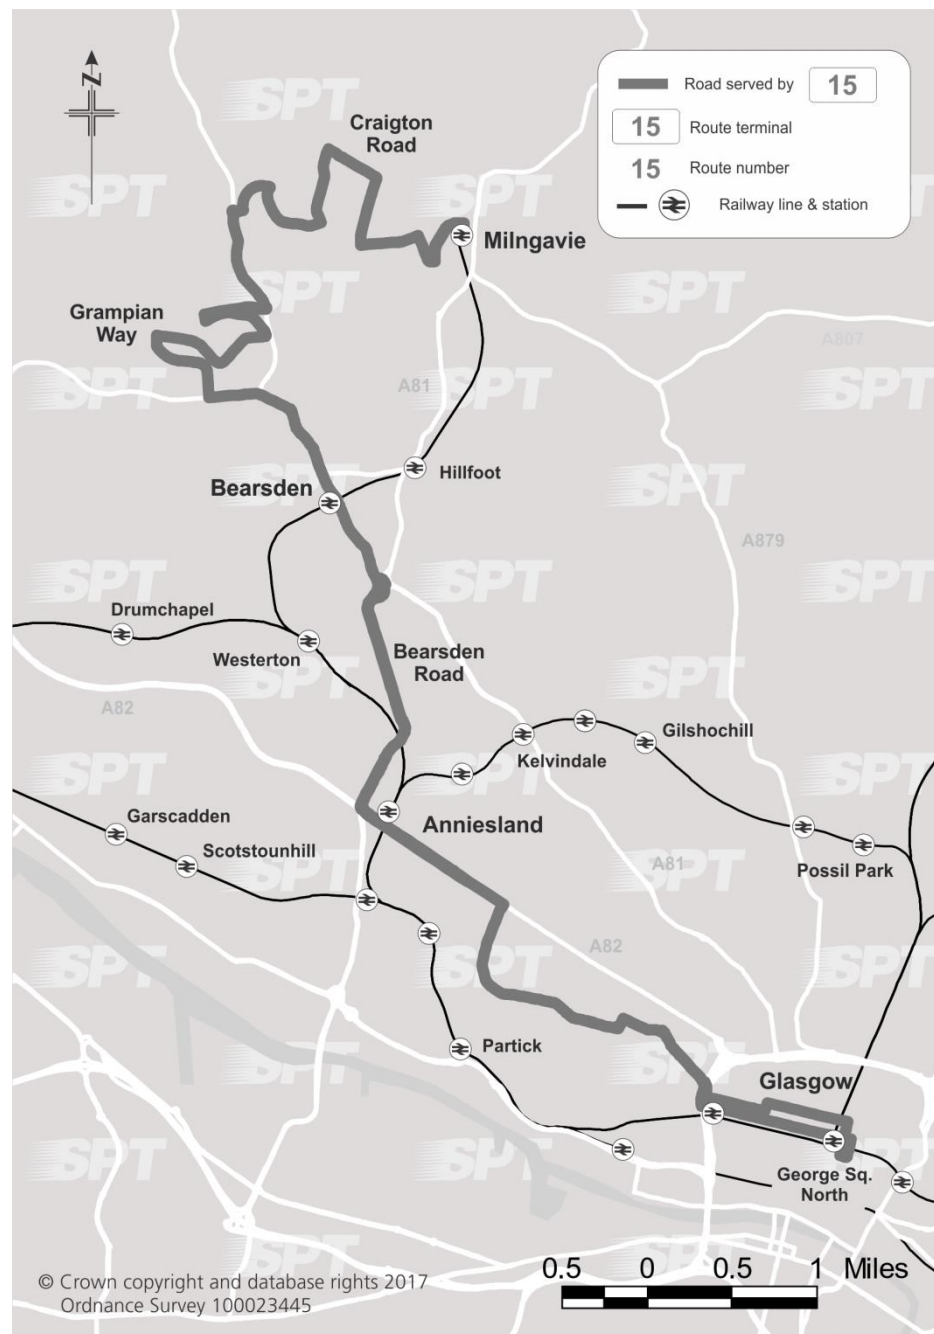 N
Road served by 15
15 Route terminal
15 Route number
Railway line & station
SPT
Craigton
Road
Milngavie
Grampian
Way
A807
A81
Hillfoot
Bearsden
A879
Drumchapel
Westerton
Bearsden
Road
A82
Gilshochill
Kelvindale
Garscadden
Anniesland
Scotstounhill
Possil Park
A81
A82
Partick
Glasgow
George Sq.
North
0.5 0 0.5 1 Miles
© Crown copyright and database rights 2017
Ordnance Survey 100023445